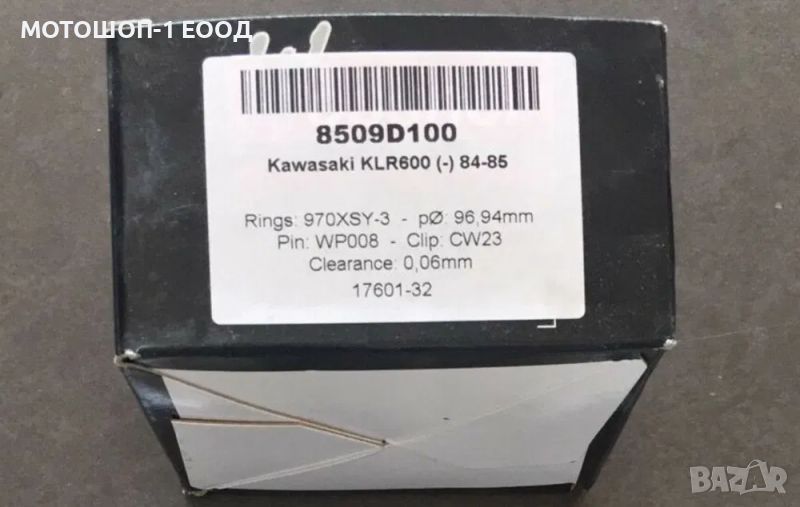 МОТОШОП-1 ЕООД
8509D100
Kawasaki KLR600 (-) 84-85
Rings: 970XSY-3 - pØ: 96,94mm
Pin: WP008 - Clip: CW23
Clearance: 0,06mm
17601-32
BAZAR